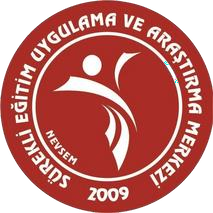 SÜREKLİ EĞİTİM UYGULAMA VE ARAŞTIRMA MERKEZİ
NEVSEM
2009